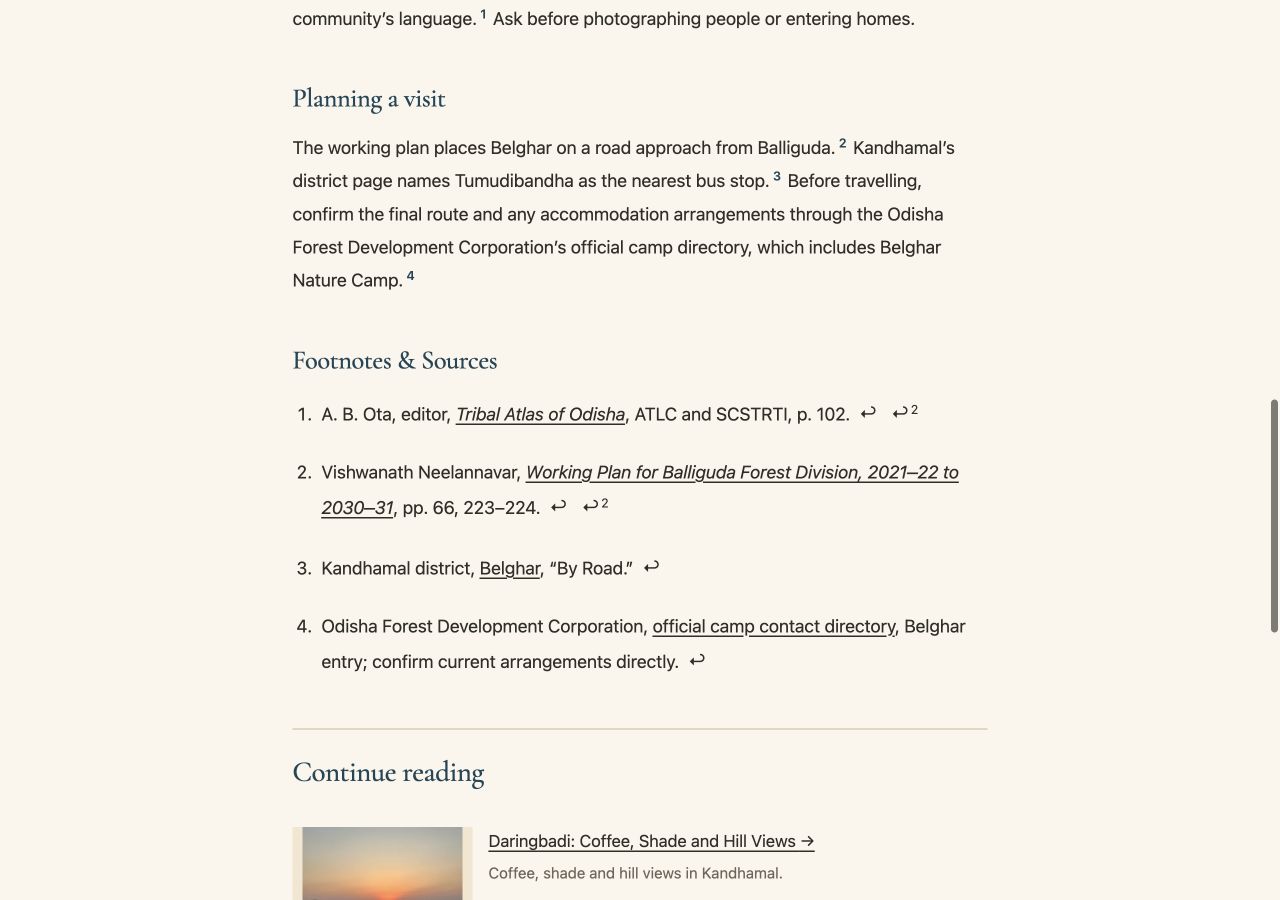 community’s language. 1 Ask before photographing people or entering homes.
Planning a visit
The working plan places Belghar on a road approach from Balliguda. 2 Kandhamal’s
district page names Tumudibandha as the nearest bus stop. 3 Before travelling,
confirm the final route and any accommodation arrangements through the Odisha
Forest Development Corporation’s official camp directory, which includes Belghar
Nature Camp. 4
Footnotes & Sources
1. A. B. Ota, editor, Tribal Atlas of Odisha, ATLC and SCSTRTI, p. 102. ↩ ↩2
2. Vishwanath Neelannavar, Working Plan for Balliguda Forest Division, 2021–22 to
2030–31, pp. 66, 223–224. ↩ ↩2
3. Kandhamal district, Belghar, “By Road.” ↩
4. Odisha Forest Development Corporation, official camp contact directory, Belghar
entry; confirm current arrangements directly. ↩
Continue reading
Daringbadi: Coffee, Shade and Hill Views →
Coffee, shade and hill views in Kandhamal.